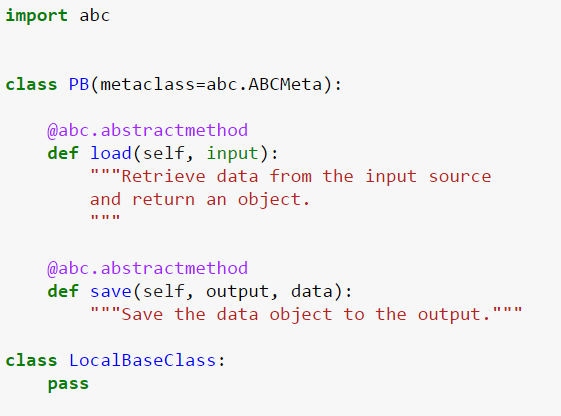 import abc
class PB(metaclass=abc.ABCMeta):
    @abc.abstractmethod
    def load(self, input):
        """Retrieve data from the input source
        and return an object.
        """
    @abc.abstractmethod
    def save(self, output, data):
        """Save the data object to the output."""
class LocalBaseClass:
    pass